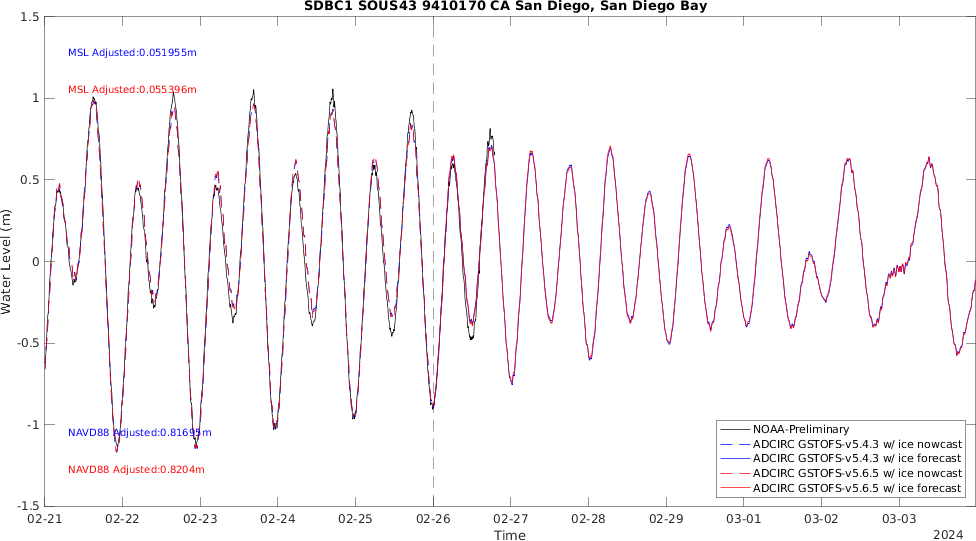 SDBC1 SOUS43 9410170 CA San Diego, San Diego Bay
1.5
MSL Adjusted:0.051955m
MSL Adjusted:0.055396m
1
0.5
0
-0.5
-1
-1.5
Water Level (m)
NAVD88 Adjusted:0.81695m
NAVD88 Adjusted:0.8204m
NOAA-Preliminary
ADCIRC GSTOFS-v5.4.3 w/ ice nowcast
ADCIRC GSTOFS-v5.4.3 w/ ice forecast
ADCIRC GSTOFS-v5.6.5 w/ ice nowcast
ADCIRC GSTOFS-v5.6.5 w/ ice forecast
02-21 02-22 02-23 02-24 02-25 02-26 02-27 02-28 02-29 03-01 03-02 03-03
Time
2024